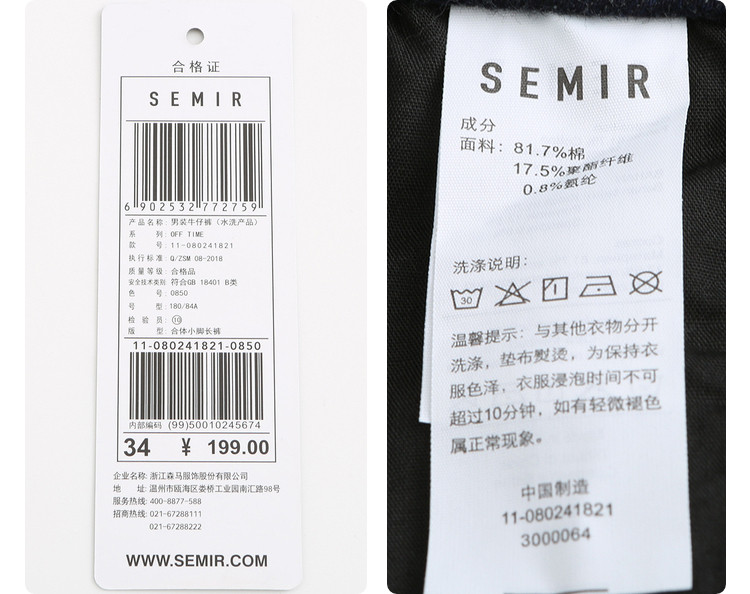 合格证
SEMIR
6 902532 772759
产品名称: 男装牛仔裤（水洗产品）
系 列: OFF TIME
款 号: 11-080241821
执行标准: Q/ZSM 08-2018
质量等级: 合格品
安全技术类别: 符合GB 18401 B类
色 号: 0850
号 型: 180/84A
检 验 员: 10
版 型: 合体小脚长裤
11-080241821-0850
内部编码 (99)50010245674
34 ¥ 199.00
企业名称: 浙江森马服饰股份有限公司
地 址: 温州市瓯海区娄桥工业园南汇路98号
服务热线: 400-8877-588
招商热线: 021-67288111
021-67288222
WWW.SEMIR.COM
SEMIR
成分
面料: 81.7%棉
17.5%聚酯纤维
0.8%氨纶
洗涤说明:
30
温馨提示: 与其他衣物分开
洗涤，垫布熨烫，为保持衣
服色泽，衣服浸泡时间不可
超过10分钟，如有轻微褪色
属正常现象。
中国制造
11-080241821
3000064